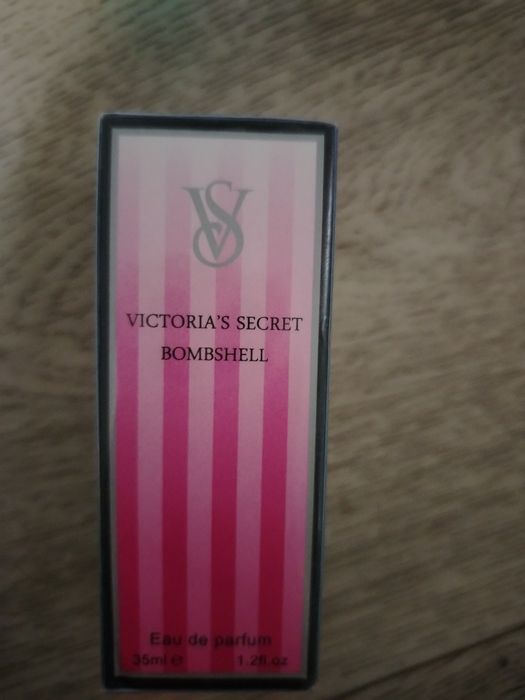 VS
VICTORIA'S SECRET
BOMBSHELL
Eau de parfum
35ml ℮ 1.2fl.oz